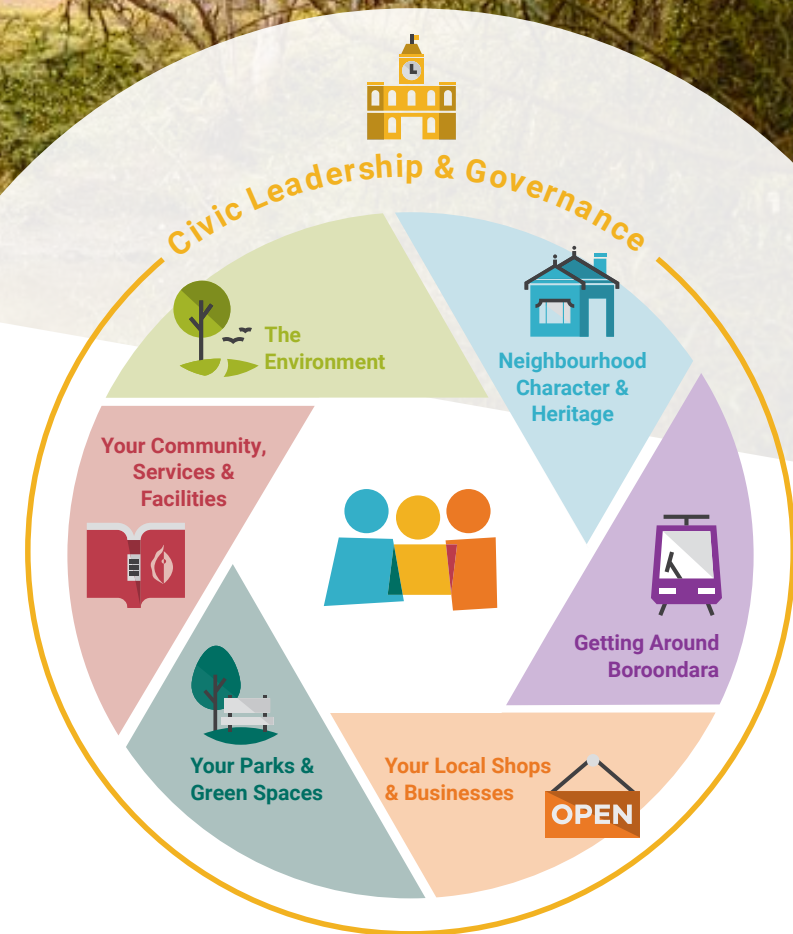 Civic Leadership & Governance
The
Environment
Neighbourhood
Character &
Heritage
Your Community,
Services &
Facilities
Getting Around
Boroondara
Your Parks &
Green Spaces
Your Local Shops
& Businesses
OPEN